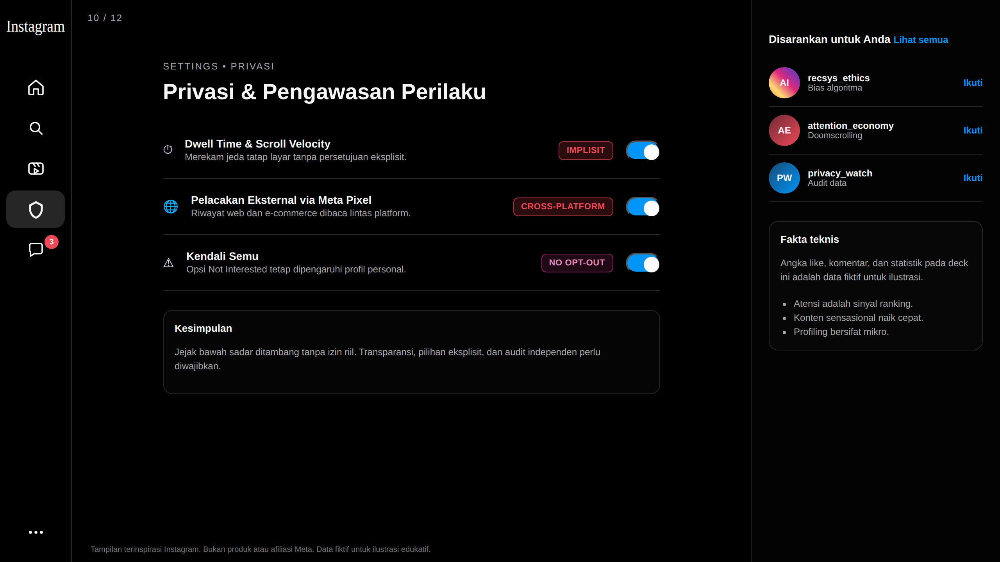 Instagram
3
10 / 12
SETTINGS • PRIVASI
Privasi & Pengawasan Perilaku
Dwell Time & Scroll Velocity
Merekam jeda tatap layar tanpa persetujuan eksplisit.
IMPLISIT
Pelacakan Eksternal via Meta Pixel
Riwayat web dan e-commerce dibaca lintas platform.
CROSS-PLATFORM
Kendali Semu
Opsi Not Interested tetap dipengaruhi profil personal.
NO OPT-OUT
Kesimpulan
Jejak bawah sadar ditambang tanpa izin riil. Transparansi, pilihan eksplisit, dan audit independen perlu
diwajibkan.
Tampilan terinspirasi Instagram. Bukan produk atau afiliasi Meta. Data fiktif untuk ilustrasi edukatif.
Disarankan untuk Anda Lihat semua
AI
recsys_ethics
Bias algoritma
Ikuti
AE
attention_economy
Doomscrolling
Ikuti
PW
privacy_watch
Audit data
Ikuti
Fakta teknis
Angka like, komentar, dan statistik pada deck
ini adalah data fiktif untuk ilustrasi.
• Atensi adalah sinyal ranking.
• Konten sensasional naik cepat.
• Profiling bersifat mikro.